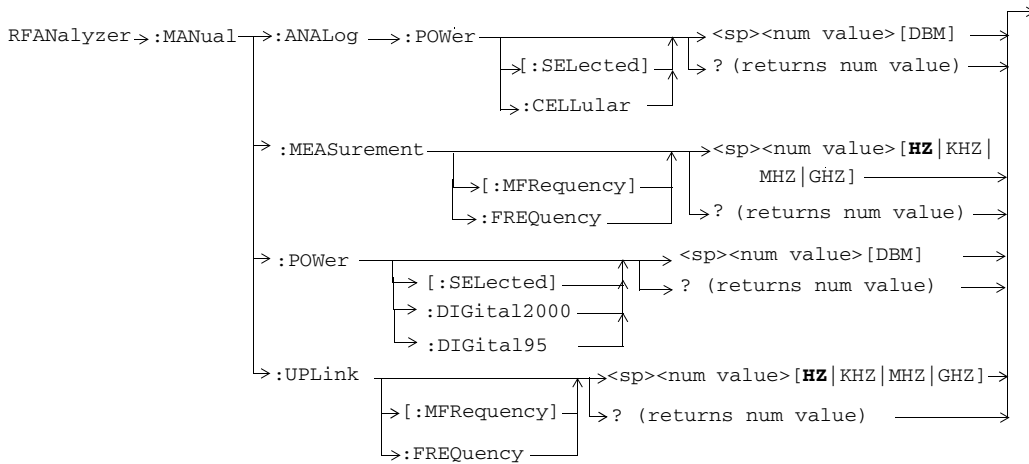 RFANalyzer :MANual :ANALog :POWer <sp><num value>[DBM]
[:SELected] ? (returns num value)
:CELLular
:MEASurement <sp><num value>[HZ|KHZ|
MHZ|GHZ]
[:MFRequency]
:FREQuency ? (returns num value)
:POWer <sp><num value>[DBM]
[:SELected] ? (returns num value)
:DIGital2000
:DIGital95
:UPLink <sp><num value>[HZ|KHZ|MHZ|GHZ]
[:MFRequency] ? (returns num value)
:FREQuency